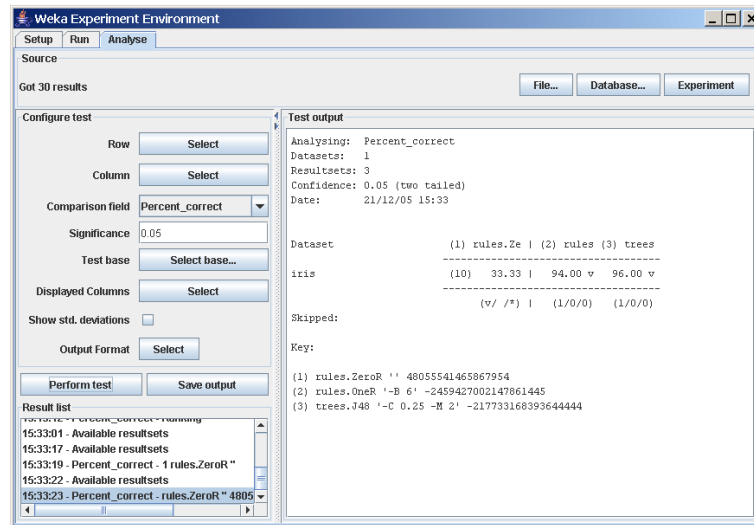 Weka Experiment Environment
Setup Run Analyse
Source
Got 30 results
File... Database... Experiment
Configure test
Row Select
Column Select
Comparison field Percent_correct
Significance 0.05
Test base Select base...
Displayed Columns Select
Show std. deviations
Output Format Select
Perform test Save output
Result list
15:33:01 - Available resultsets
15:33:17 - Available resultsets
15:33:19 - Percent_correct - 1 rules.ZeroR ''
15:33:22 - Available resultsets
15:33:23 - Percent_correct - rules.ZeroR '' 4805
Test output
Analysing: Percent_correct
Datasets: 1
Resultsets: 3
Confidence: 0.05 (two tailed)
Date: 21/12/05 15:33
Dataset (1) rules.Ze | (2) rules (3) trees
----------------------------------------
iris (10) 33.33 | 94.00 v 96.00 v
----------------------------------------
(v/ /*) | (1/0/0) (1/0/0)
Skipped:
Key:
(1) rules.ZeroR '' 48055541465867954
(2) rules.OneR '-B 6' -2459427002147861445
(3) trees.J48 '-C 0.25 -M 2' -217733168393644444